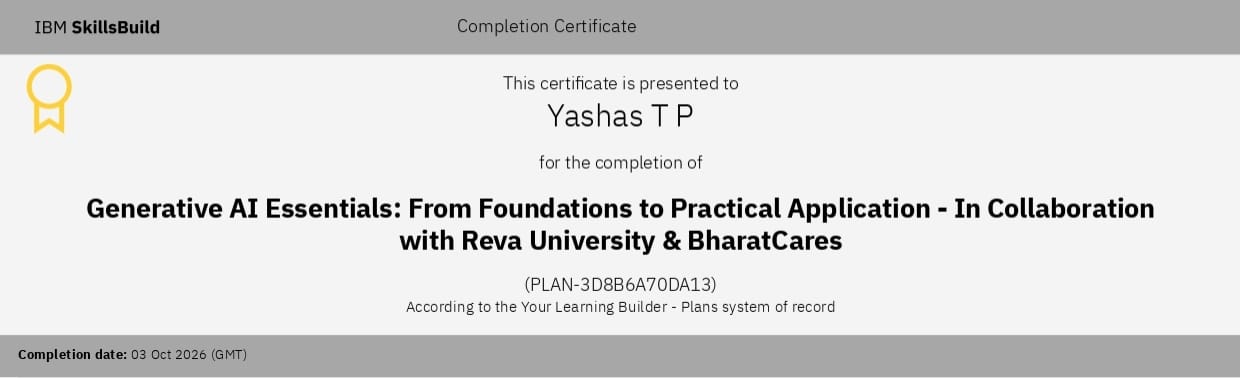 IBM SkillsBuild
Completion Certificate
This certificate is presented to
Yashas T P
for the completion of
Generative AI Essentials: From Foundations to Practical Application - In Collaboration
with Reva University & BharatCares
(PLAN-3D8B6A70DA13)
According to the Your Learning Builder - Plans system of record
Completion date: 03 Oct 2026 (GMT)